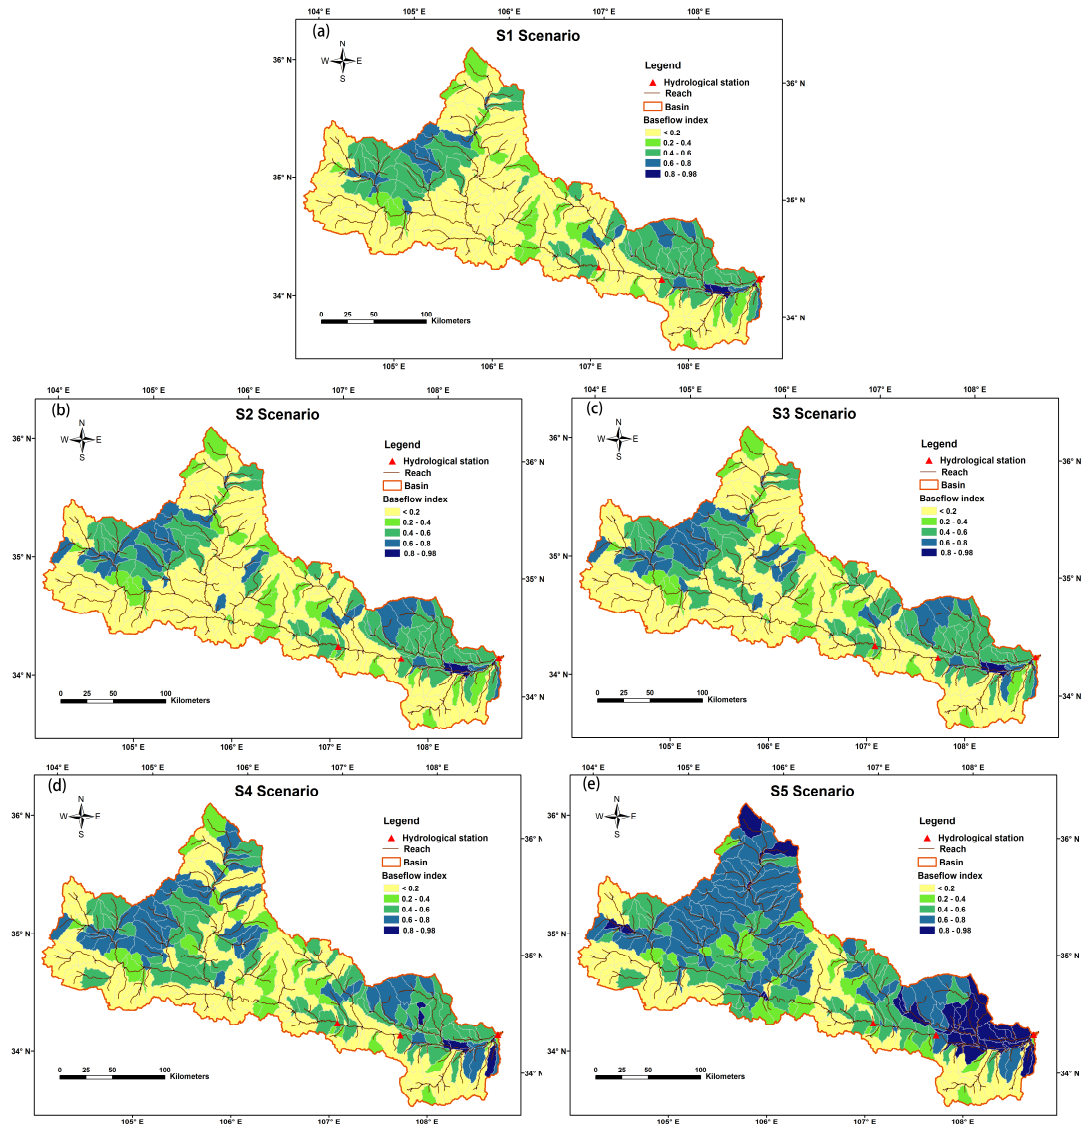 104° E 105° E 106° E 107° E 108° E
(a)
S1 Scenario
N
W E
S
36° N
36° N
36° N
35° N
34° N
34° N
Legend
Hydrological station
Reach
Basin
Baseflow index
< 0.2
0.2 - 0.4
0.4 - 0.6
0.6 - 0.8
0.8 - 0.98
0 25 50 100
Kilometers
105° E 106° E 107° E 108° E
104° E 105° E 106° E 107° E 108° E
(b)
S2 Scenario
N
W E
S
36° N
36° N
35° N
35° N
34° N
34° N
Legend
Hydrological station
Reach
Basin
Baseflow index
< 0.2
0.2 - 0.4
0.4 - 0.6
0.6 - 0.8
0.8 - 0.98
0 25 50 100
Kilometers
105° E 106° E 107° E 108° E
104° E 105° E 106° E 107° E 108° E
(c)
S3 Scenario
N
W E
S
36° N
36° N
35° N
35° N
34° N
34° N
Legend
Hydrological station
Reach
Basin
Baseflow index
< 0.2
0.2 - 0.4
0.4 - 0.6
0.6 - 0.8
0.8 - 0.98
0 25 50 100
Kilometers
105° E 106° E 107° E 108° E
104° E 105° E 106° E 107° E 108° E
(d)
S4 Scenario
N
W E
S
36° N
36° N
35° N
35° N
34° N
34° N
Legend
Hydrological station
Reach
Basin
Baseflow index
< 0.2
0.2 - 0.4
0.4 - 0.6
0.6 - 0.8
0.8 - 0.98
0 25 50 100
Kilometers
105° E 106° E 107° E 108° E
104° E 105° E 106° E 107° E 108° E
(e)
S5 Scenario
N
W E
S
36° N
36° N
35° N
35° N
34° N
34° N
Legend
Hydrological station
Reach
Basin
Baseflow index
< 0.2
0.2 - 0.4
0.4 - 0.6
0.6 - 0.8
0.8 - 0.98
0 25 50 100
Kilometers
105° E 106° E 107° E 108° E